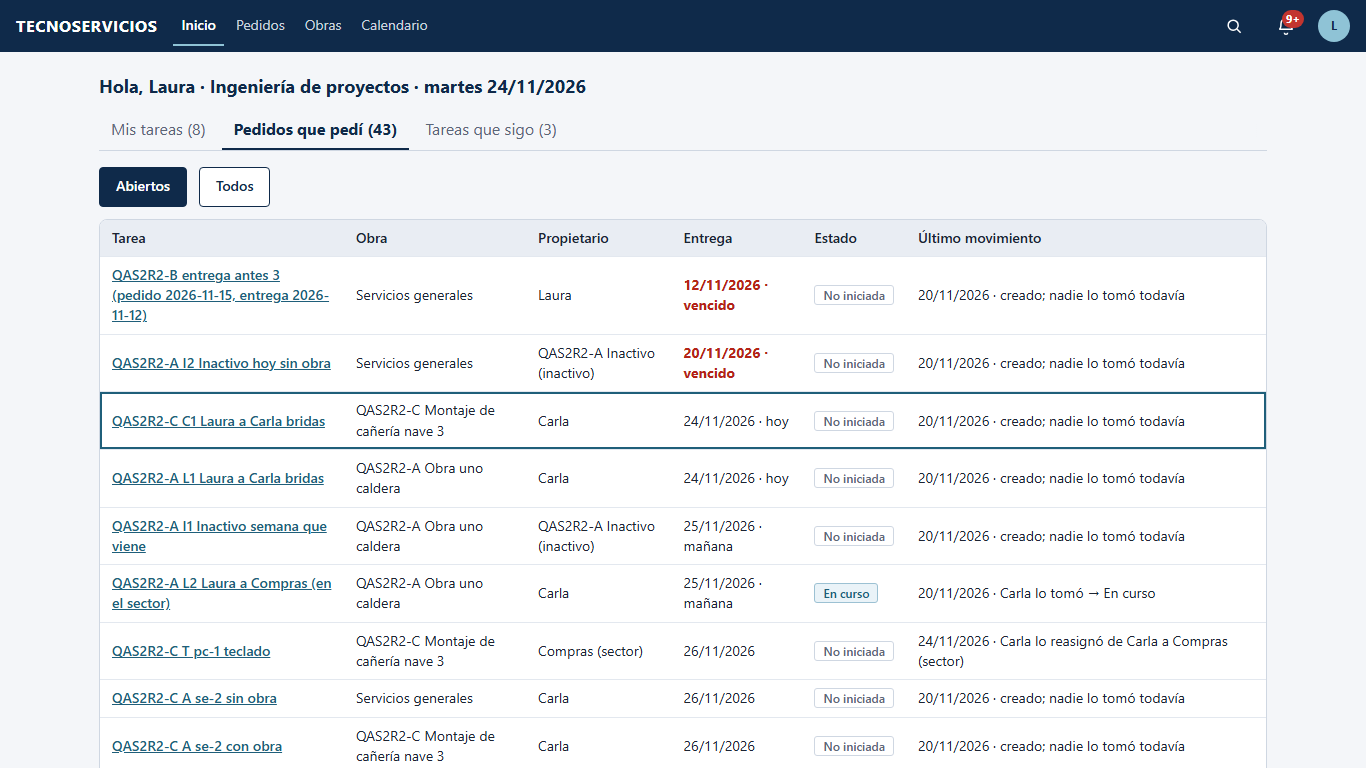 TECNOSERVICIOS Inicio Pedidos Obras Calendario 9+ L
Hola, Laura · Ingeniería de proyectos · martes 24/11/2026
Mis tareas (8) Pedidos que pedí (43) Tareas que sigo (3)
Abiertos Todos
Tarea Obra Propietario Entrega Estado Último movimiento
QAS2R2-B entrega antes 3
(pedido 2026-11-15, entrega 2026-
11-12)
Servicios generales
Laura
12/11/2026 ·
vencido
No iniciada
20/11/2026 · creado; nadie lo tomó todavía
QAS2R2-A I2 Inactivo hoy sin obra
Servicios generales
QAS2R2-A Inactivo
(inactivo)
20/11/2026 ·
vencido
No iniciada
20/11/2026 · creado; nadie lo tomó todavía
QAS2R2-C C1 Laura a Carla bridas
QAS2R2-C Montaje de
cañería nave 3
Carla
24/11/2026 · hoy
No iniciada
20/11/2026 · creado; nadie lo tomó todavía
QAS2R2-A L1 Laura a Carla bridas
QAS2R2-A Obra uno
caldera
Carla
24/11/2026 · hoy
No iniciada
20/11/2026 · creado; nadie lo tomó todavía
QAS2R2-A I1 Inactivo semana que
viene
QAS2R2-A Obra uno
caldera
QAS2R2-A Inactivo
(inactivo)
25/11/2026 ·
mañana
No iniciada
20/11/2026 · creado; nadie lo tomó todavía
QAS2R2-A L2 Laura a Compras (en
el sector)
QAS2R2-A Obra uno
caldera
Carla
25/11/2026 ·
mañana
En curso
20/11/2026 · Carla lo tomó → En curso
QAS2R2-C T pc-1 teclado
QAS2R2-C Montaje de
cañería nave 3
Compras (sector)
26/11/2026
No iniciada
24/11/2026 · Carla lo reasignó de Carla a Compras
(sector)
QAS2R2-C A se-2 sin obra
Servicios generales
Carla
26/11/2026
No iniciada
20/11/2026 · creado; nadie lo tomó todavía
QAS2R2-C A se-2 con obra
QAS2R2-C Montaje de
cañería nave 3
Carla
26/11/2026
No iniciada
20/11/2026 · creado; nadie lo tomó todavía